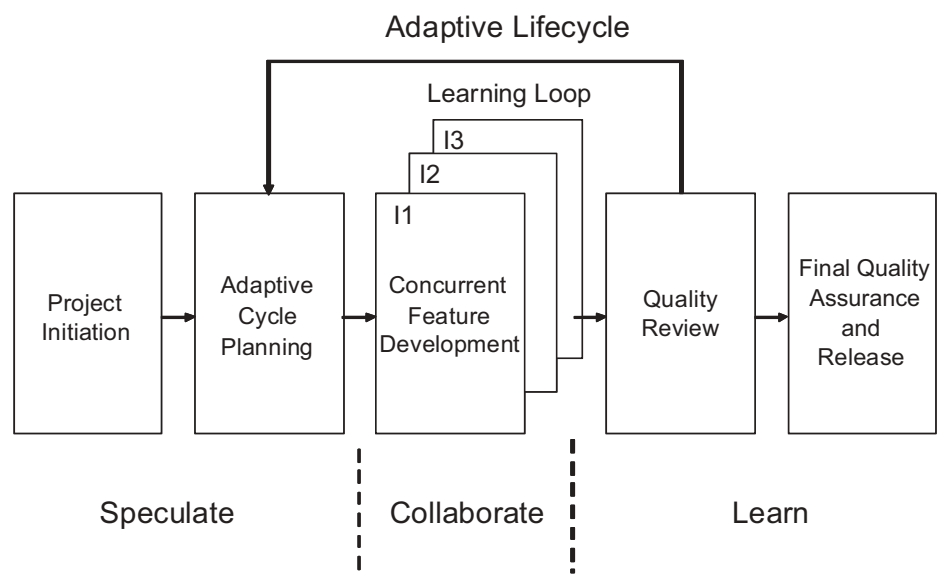 Adaptive Lifecycle
Learning Loop
I3
I2
I1
Project
Initiation
Adaptive
Cycle
Planning
Concurrent
Feature
Development
Quality
Review
Final Quality
Assurance
and
Release
Speculate
Collaborate
Learn